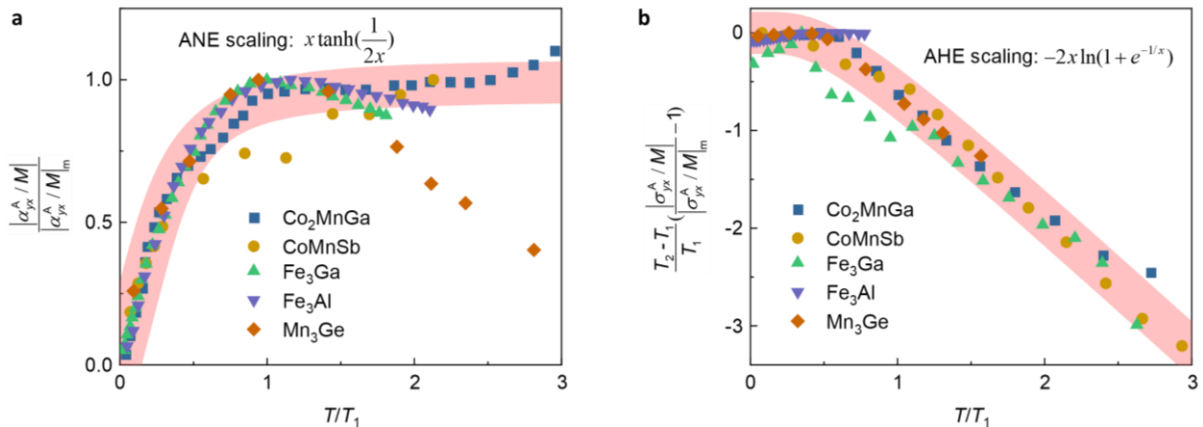 a
ANE scaling: x tanh(1/2x)
|α^A_yx / M| / |α^A_yx / M|_m
1.0
0.5
0.0
Co₂MnGa
CoMnSb
Fe₃Ga
Fe₃Al
Mn₃Ge
0 1 2 3
T/T₁
b
AHE scaling: -2x ln(1 + e^{-1/x})
T₂ - T₁ / T₁ (|σ^A_yx / M| / |σ^A_yx / M|_m - 1)
0
-1
-2
-3
Co₂MnGa
CoMnSb
Fe₃Ga
Fe₃Al
Mn₃Ge
0 1 2 3
T/T₁